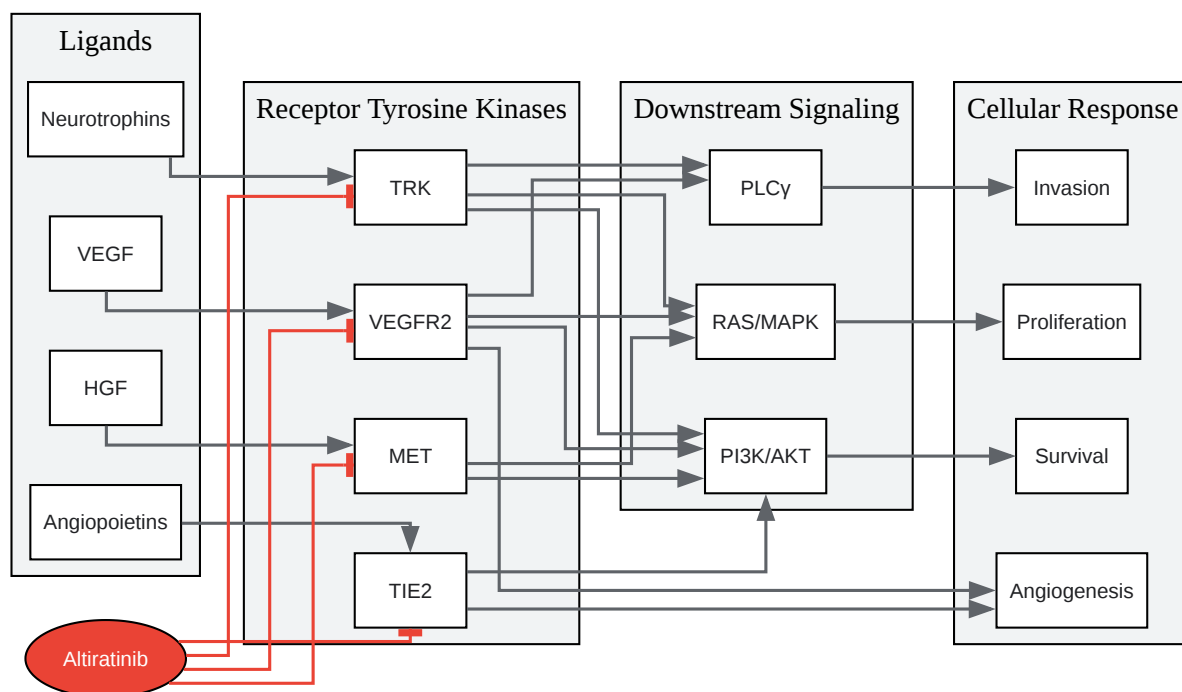 Ligands
Neurotrophins
VEGF
HGF
Angiopoietins
Altiratinib
Receptor Tyrosine Kinases
TRK
VEGFR2
MET
TIE2
Downstream Signaling
PLCγ
RAS/MAPK
PI3K/AKT
Cellular Response
Invasion
Proliferation
Survival
Angiogenesis